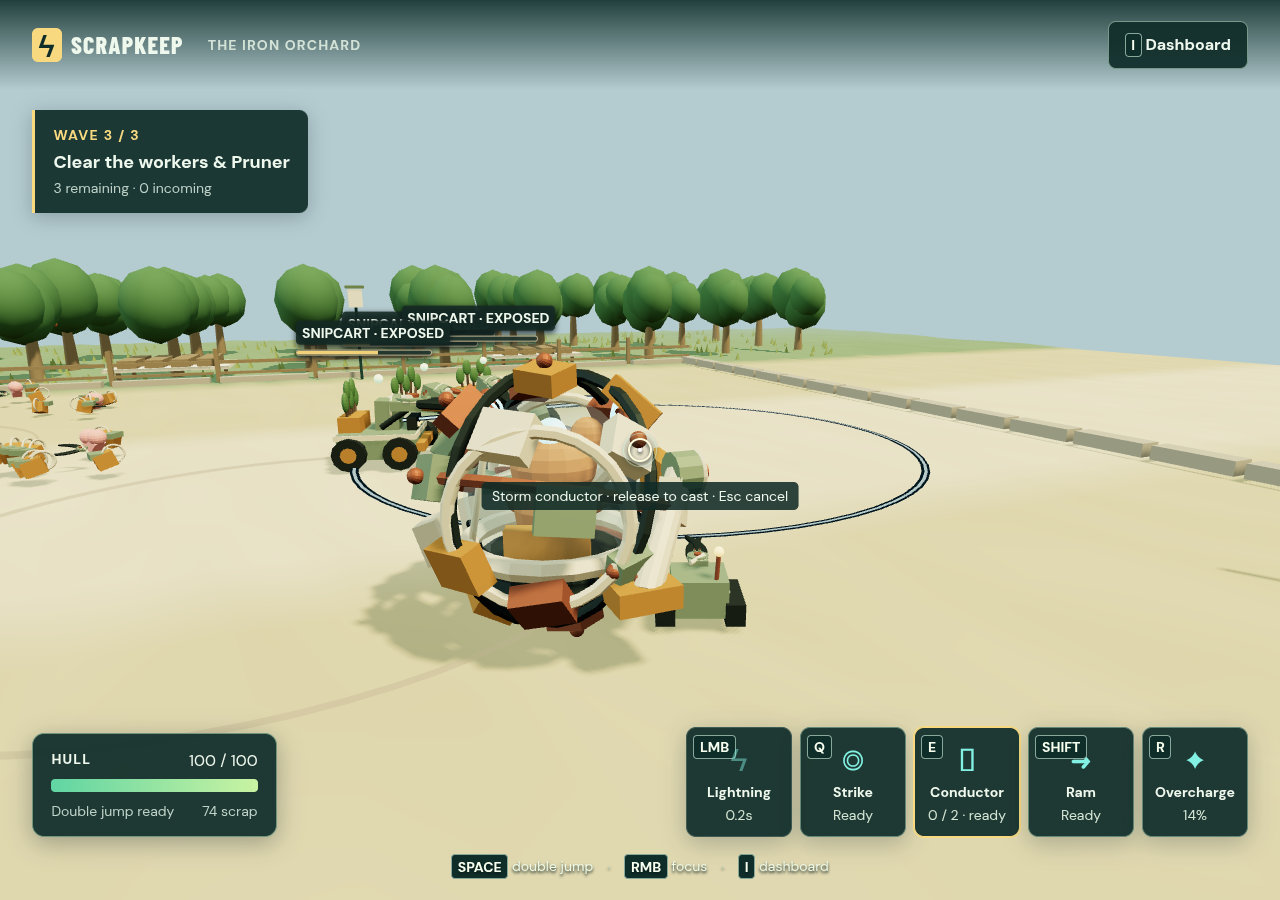 SCRAPKEEP
THE IRON ORCHARD
I Dashboard
WAVE 3 / 3
Clear the workers & Pruner
3 remaining · 0 incoming
SNIPCART · EXPOSED
SNIPCART · EXPOSED
Storm conductor · release to cast · Esc cancel
HULL
100 / 100
Double jump ready
74 scrap
LMB
Lightning
0.2s
Q
Strike
Ready
E
Conductor
0 / 2 · ready
SHIFT
Ram
Ready
R
Overcharge
14%
SPACE double jump · RMB focus · I dashboard